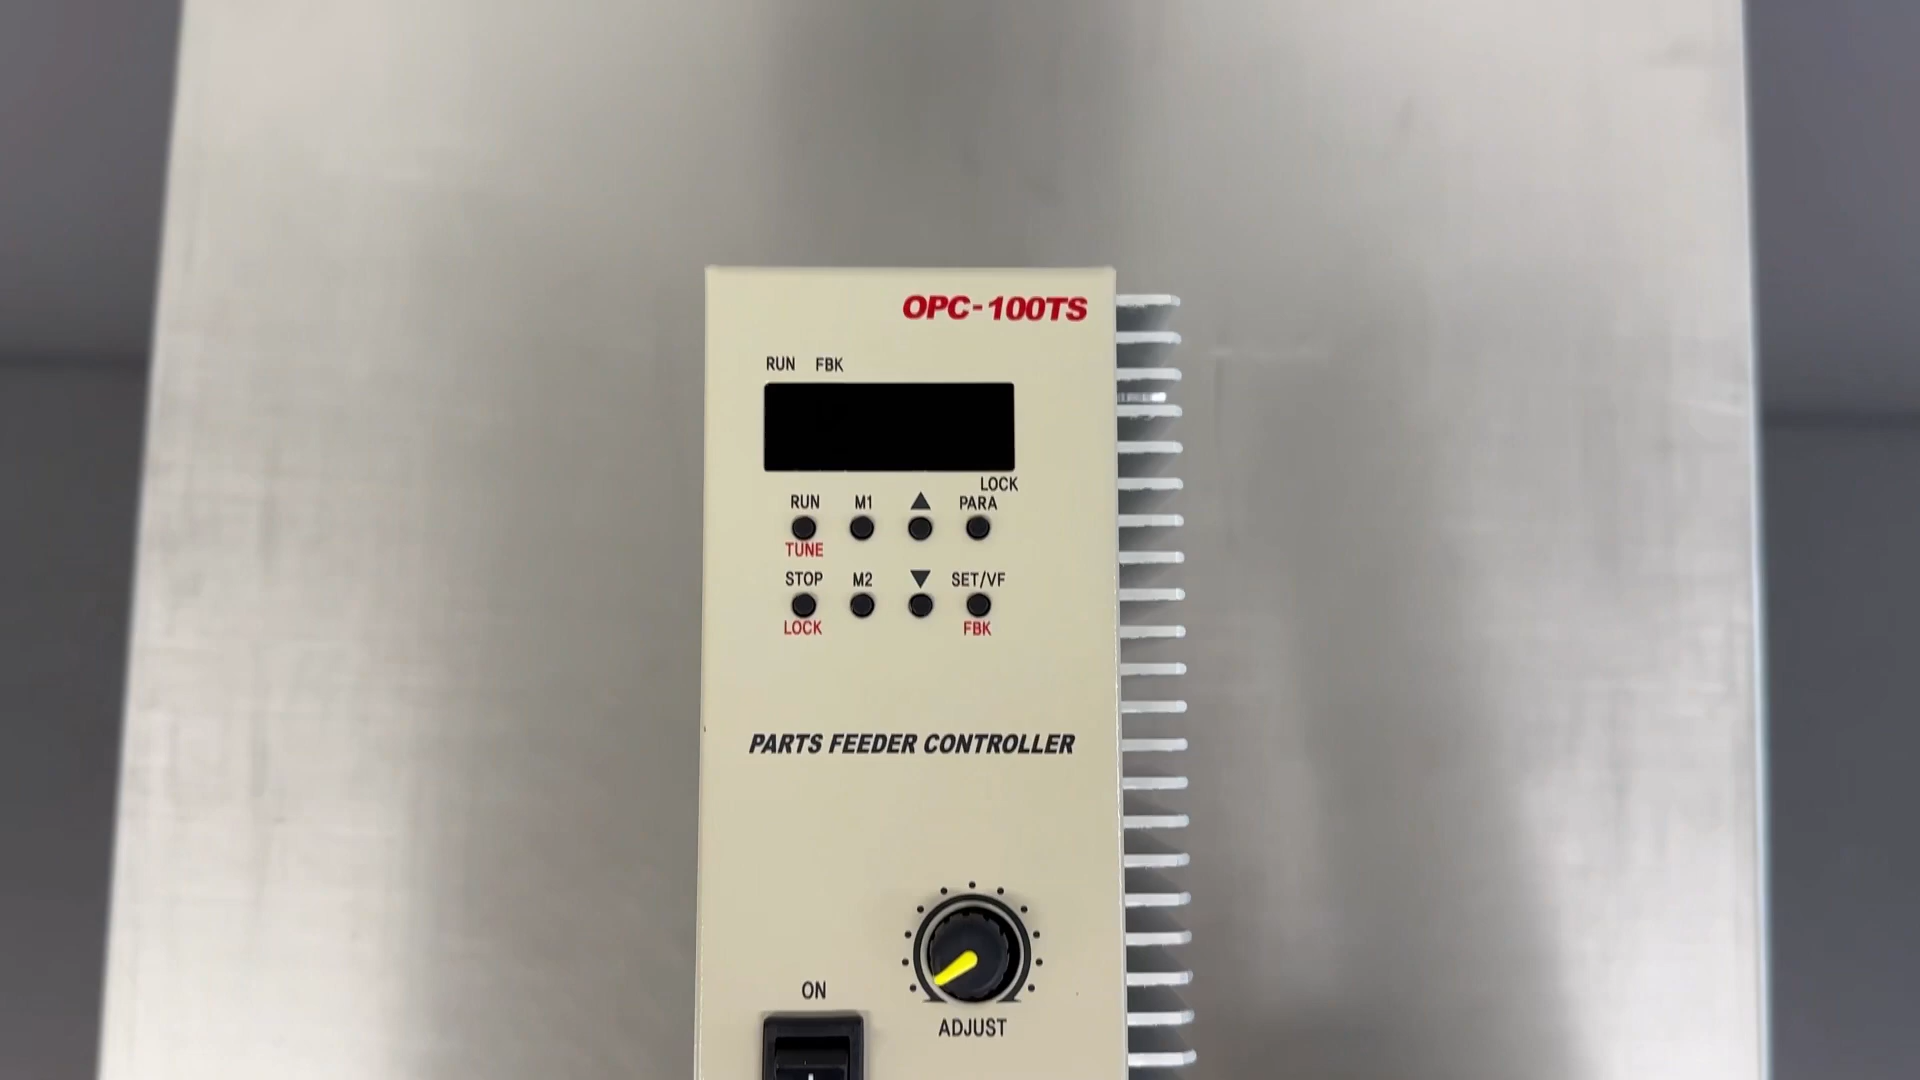 OPC-100TS
RUN FBK
LOCK
RUN M1 ▲ PARA
TUNE
STOP M2 ▼ SET/VF
LOCK FBK
PARTS FEEDER CONTROLLER
ON
ADJUST